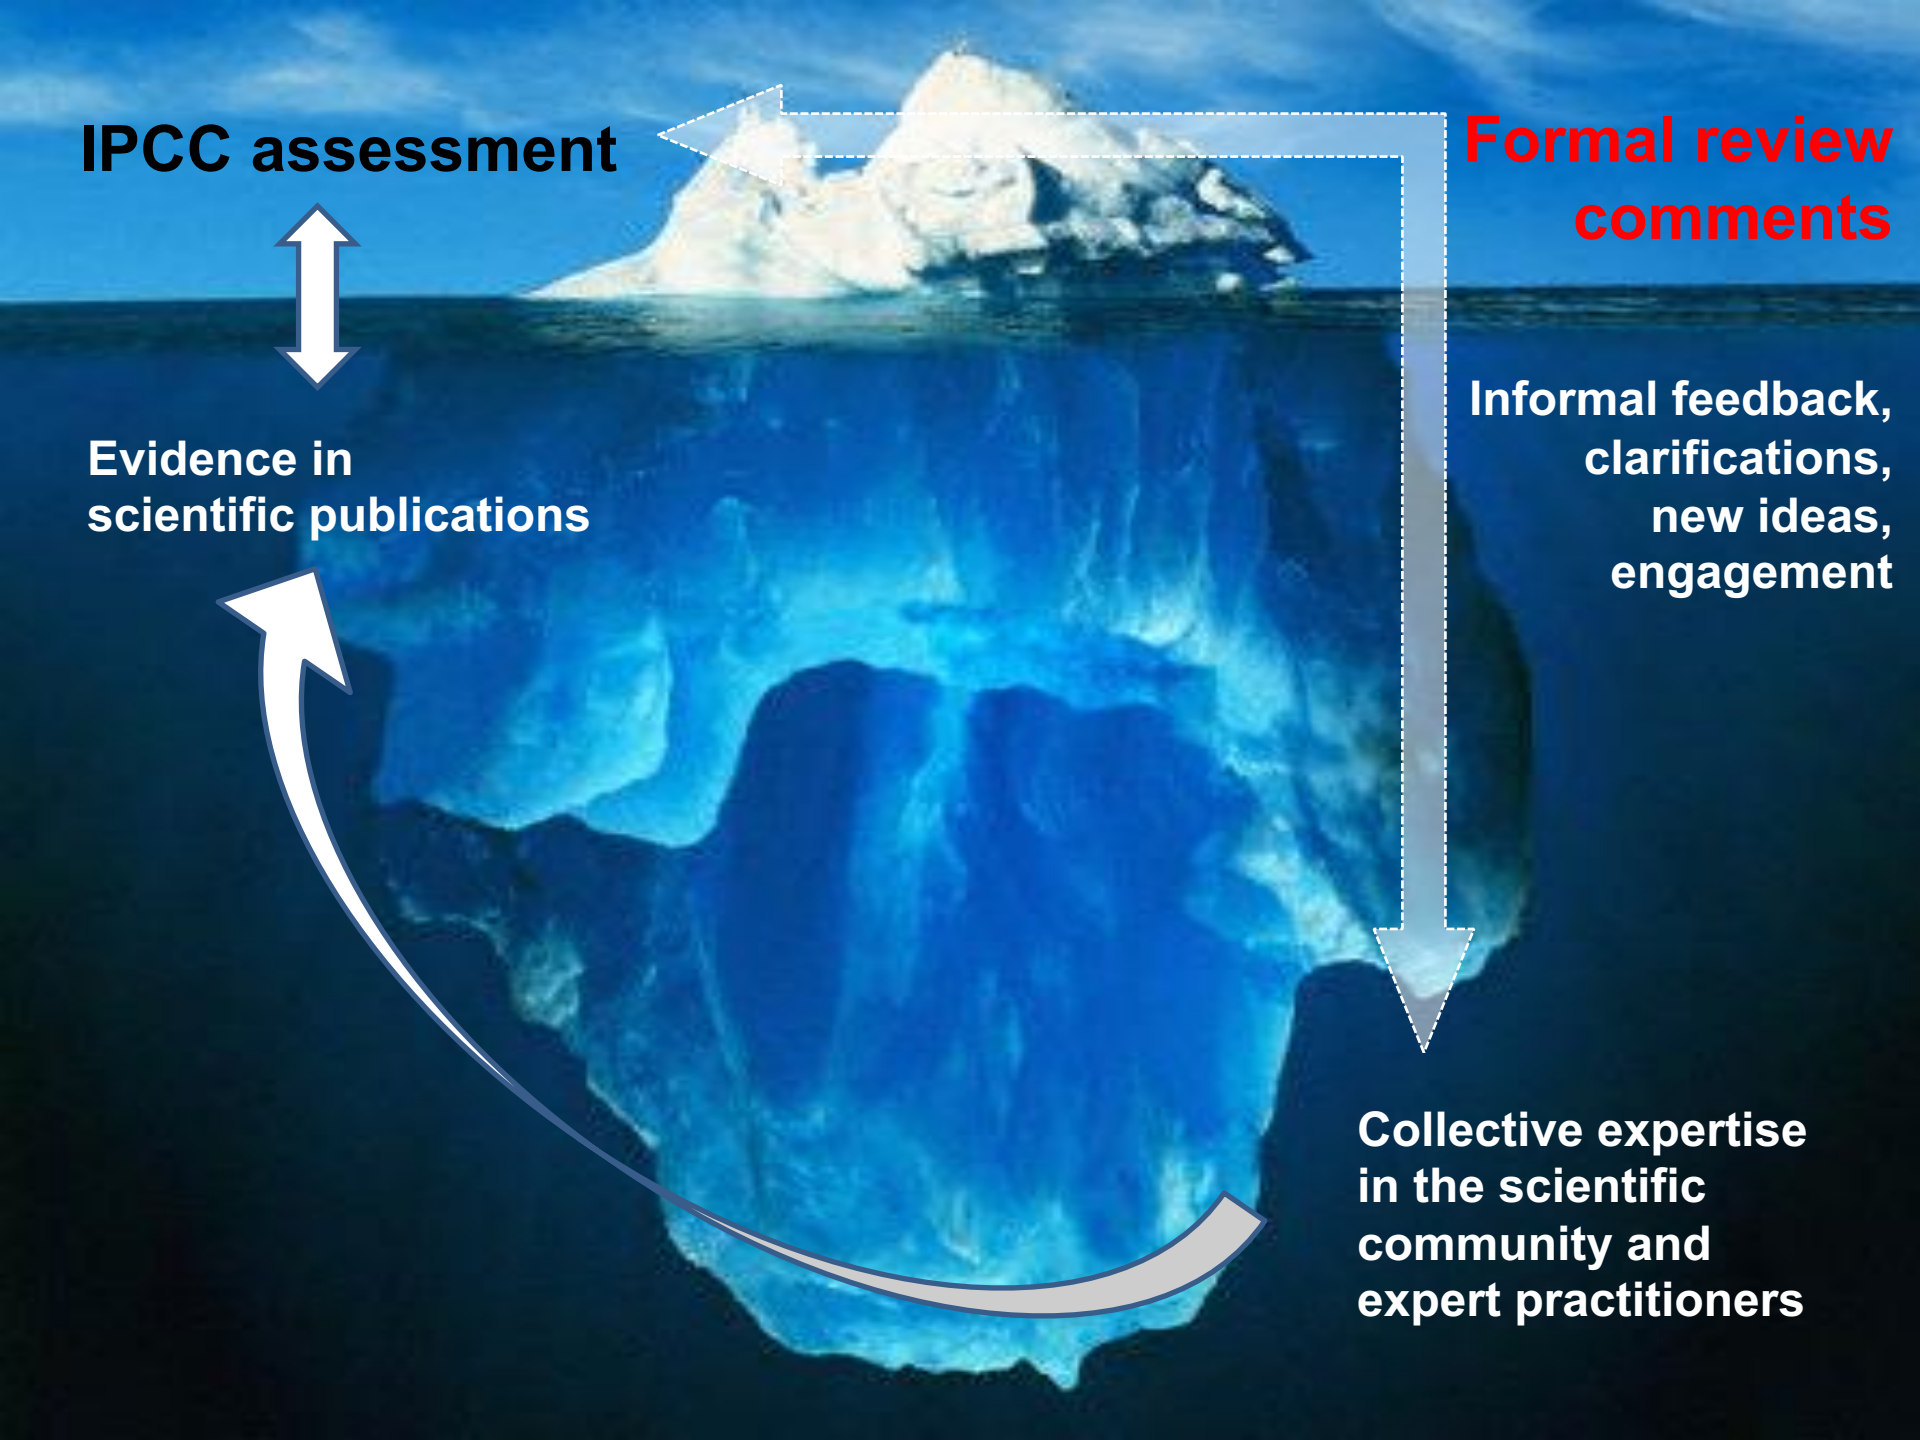 IPCC assessment
Formal review
comments
Evidence in
scientific publications
Informal feedback,
clarifications,
new ideas,
engagement
Collective expertise
in the scientific
community and
expert practitioners